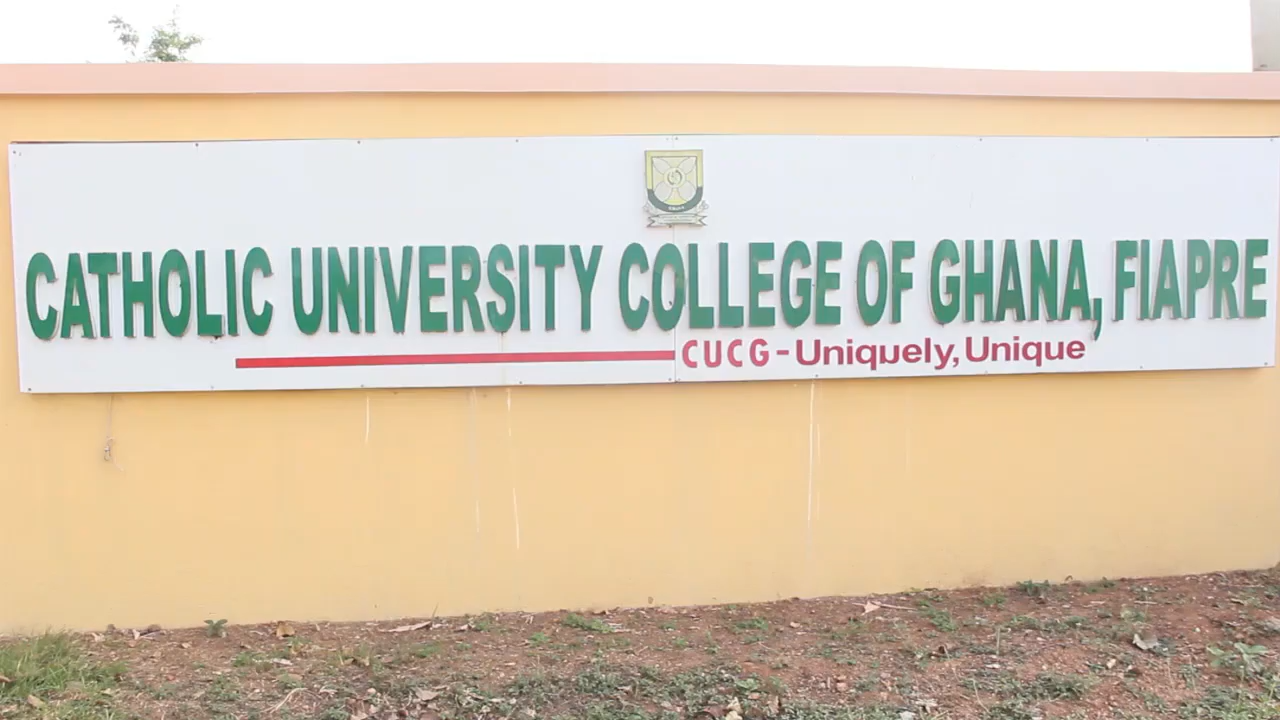 CATHOLIC UNIVERSITY COLLEGE OF GHANA, FIAPRE
CUCG - Uniquely, Unique